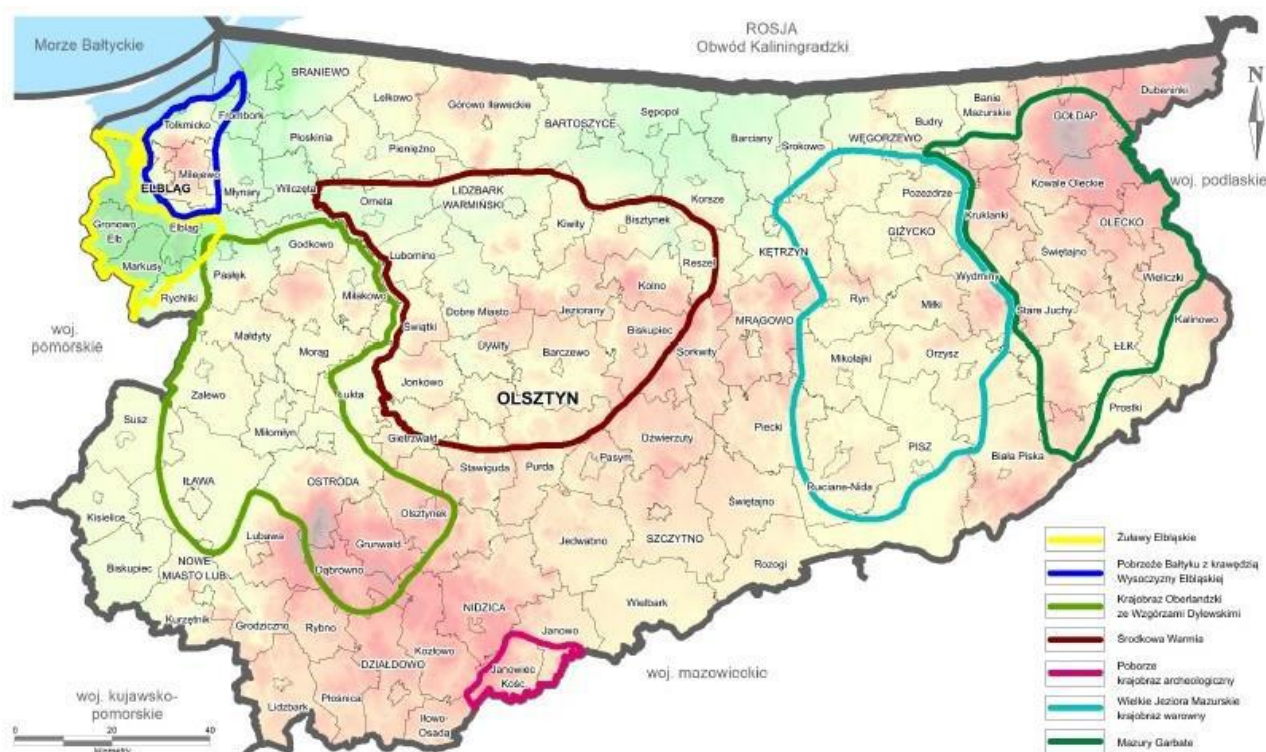 Morze Bałtyckie
ROSJA
Obwód Kaliningradzki
N
BRANIEWO
Lelkowo
Górowo Iławeckie
BARTOSZYCE
Sępopol
Barciany
Srokowo
WĘGORZEWO
Budry
Banie
Mazurskie
GOŁDAP
Dubeninki
Frombork
Tolkmicko
Płoskinia
Pieniężno
woj. podlaskie
Milejewo
ELBLĄG
Młynary
Wilczęta
Orneta
LIDZBARK
WARMIŃSKI
Kiwity
Bisztynek
Korsze
Pozezdrze
Kruklanki
Kowale Oleckie
OLECKO
Gronowo
Elb
Elbląg
Markusy
Godkowo
Lubomino
Reszel
KĘTRZYN
GIŻYCKO
Świętajno
Wieliczki
Pasłęk
Rychliki
Miłakowo
Kolno
Wydminy
Ryn
Miłki
Stare Juchy
Kalinowo
woj.
pomorskie
Małdyty
Morąg
Świątki
Dobre Miasto
Jeziorany
Biskupiec
MRĄGOWO
EŁK
Dywity
Barczewo
Sorkwity
Mikołajki
Orzysz
Zalewo
Łukta
Jonkowo
OLSZTYN
Prostki
Susz
Miłomłyn
Gietrzwałd
Dźwierzuty
Piecki
PISZ
Biała Piska
Stawiguda
Purda
Pasym
IŁAWA
OSTRÓDA
Olsztynek
Świętajno
Ruciane-Nida
Kisielice
Lubawa
Grunwald
Jedwabno
SZCZYTNO
Biskupiec
NOWE
MIASTO LUB.
Dąbrówno
Rozogi
Kurzętnik
Grodziczno
Rybno
NIDZICA
Wielbark
Janowo
Kozłowo
DZIAŁDOWO
Janowiec
Kośc.
woj. mazowieckie
woj. kujawsko-
pomorskie
Lidzbark
Płośnica
Iłowo-
Osada
0 20 40
kilometry
Żuławy Elbląskie
Pobrzeże Bałtyku z krawędzią
Wysoczyzny Elbląskiej
Krajobraz Oberlandzki
ze Wzgórzami Dylewskimi
Środkowa Warmia
Poborze
krajobraz archeologiczny
Wielkie Jeziora Mazurskie
krajobraz warowny
Mazury Garbate